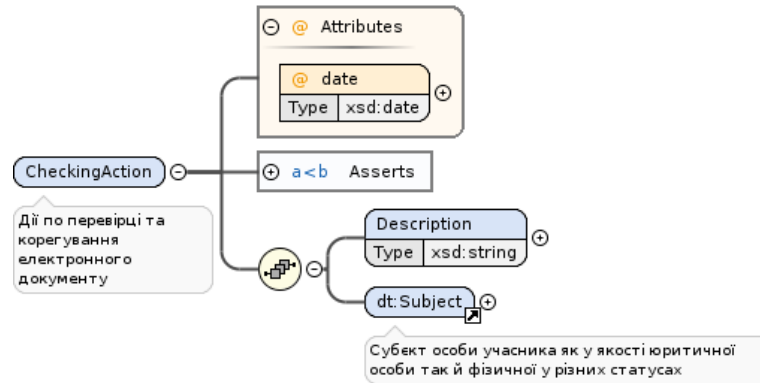 @ Attributes
@ date
Type xsd:date
CheckingAction
a<b Asserts
Дії по перевірці та
корегування
електронного
документу
Description
Type xsd:string
dt:Subject
Субєкт особи учасника як у якості юритичної
особи так й фізичної у різних статусах